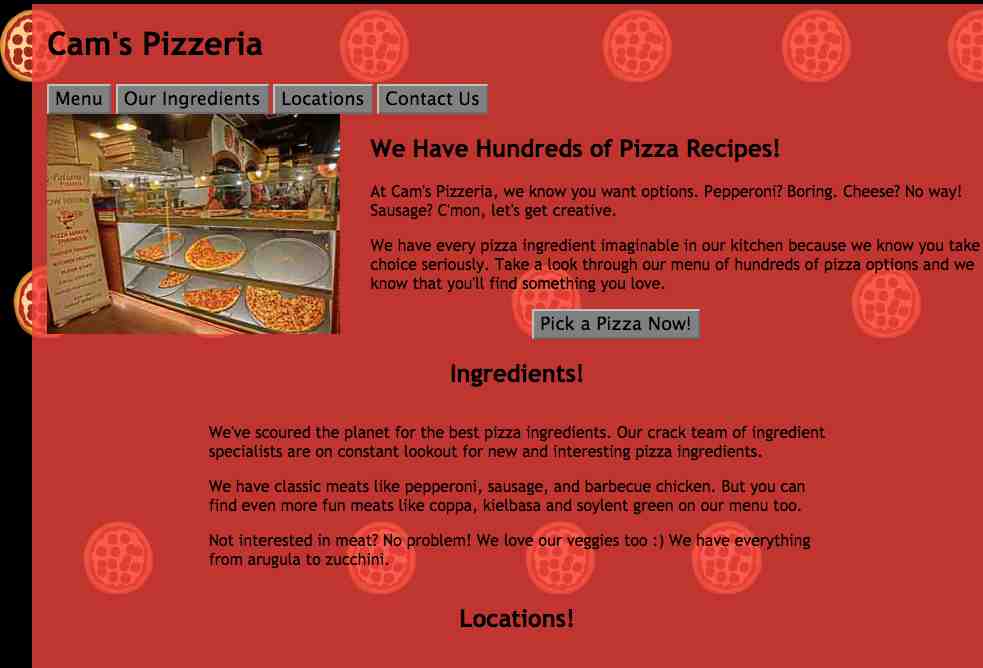 Cam's Pizzeria
Menu
Our Ingredients
Locations
Contact Us
We Have Hundreds of Pizza Recipes!
At Cam's Pizzeria, we know you want options. Pepperoni? Boring. Cheese? No way!
Sausage? C'mon, let's get creative.
We have every pizza ingredient imaginable in our kitchen because we know you take
choice seriously. Take a look through our menu of hundreds of pizza options and we
know that you'll find something you love.
Pick a Pizza Now!
Ingredients!
We've scoured the planet for the best pizza ingredients. Our crack team of ingredient
specialists are on constant lookout for new and interesting pizza ingredients.
We have classic meats like pepperoni, sausage, and barbecue chicken. But you can
find even more fun meats like coppa, kielbasa and soylent green on our menu too.
Not interested in meat? No problem! We love our veggies too :) We have everything
from arugula to zucchini.
Locations!